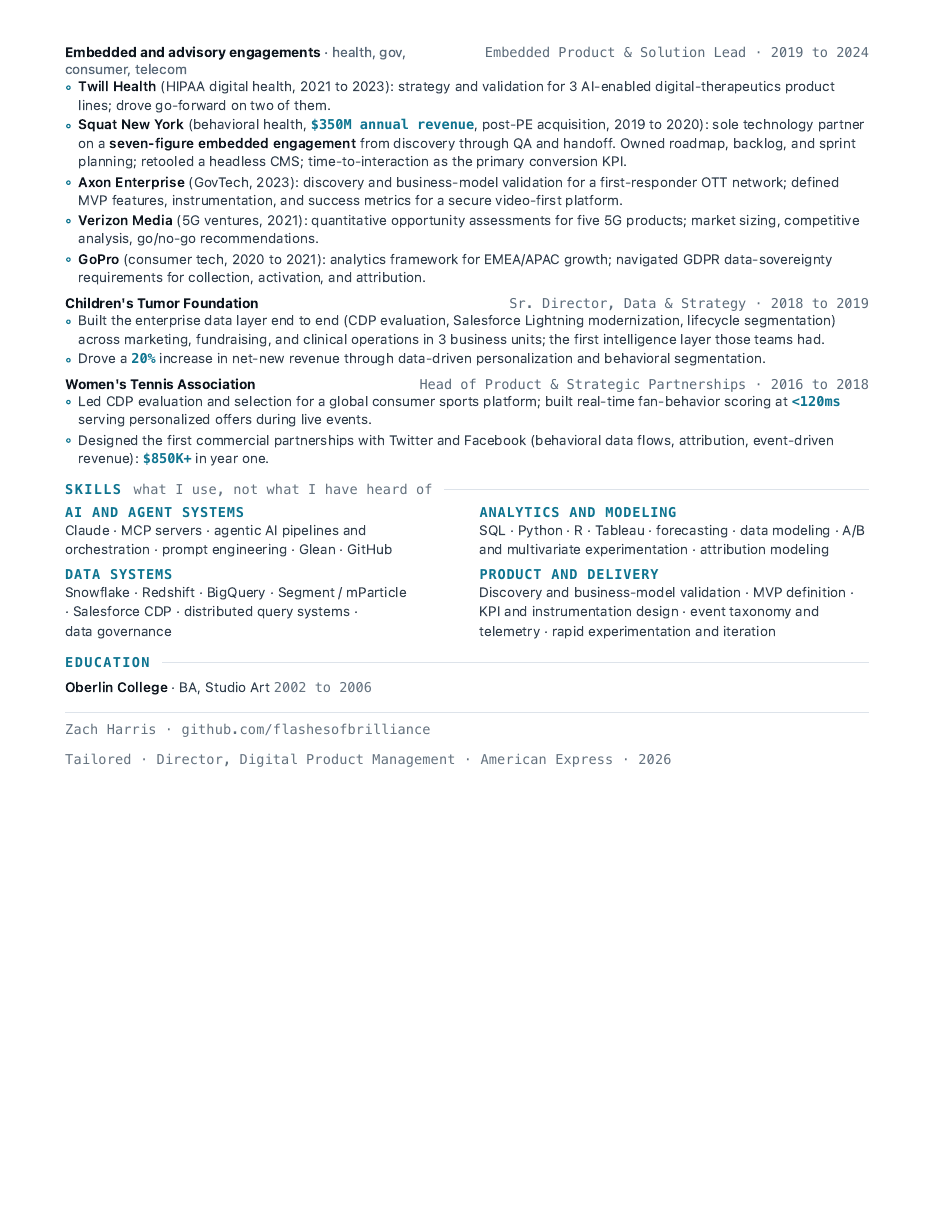 Embedded and advisory engagements · health, gov, consumer, telecom
Embedded Product & Solution Lead · 2019 to 2024
Twill Health (HIPAA digital health, 2021 to 2023): strategy and validation for 3 AI-enabled digital-therapeutics product
lines; drove go-forward on two of them.
Squat New York (behavioral health, $350M annual revenue, post-PE acquisition, 2019 to 2020): sole technology partner
on a seven-figure embedded engagement from discovery through QA and handoff. Owned roadmap, backlog, and sprint
planning; retooled a headless CMS; time-to-interaction as the primary conversion KPI.
Axon Enterprise (GovTech, 2023): discovery and business-model validation for a first-responder OTT network; defined
MVP features, instrumentation, and success metrics for a secure video-first platform.
Verizon Media (5G ventures, 2021): quantitative opportunity assessments for five 5G products; market sizing, competitive
analysis, go/no-go recommendations.
GoPro (consumer tech, 2020 to 2021): analytics framework for EMEA/APAC growth; navigated GDPR data-sovereignty
requirements for collection, activation, and attribution.
Children's Tumor Foundation
Sr. Director, Data & Strategy · 2018 to 2019
Built the enterprise data layer end to end (CDP evaluation, Salesforce Lightning modernization, lifecycle segmentation)
across marketing, fundraising, and clinical operations in 3 business units; the first intelligence layer those teams had.
Drove a 20% increase in net-new revenue through data-driven personalization and behavioral segmentation.
Women's Tennis Association
Head of Product & Strategic Partnerships · 2016 to 2018
Led CDP evaluation and selection for a global consumer sports platform; built real-time fan-behavior scoring at <120ms
serving personalized offers during live events.
Designed the first commercial partnerships with Twitter and Facebook (behavioral data flows, attribution, event-driven
revenue): $850K+ in year one.
SKILLS what I use, not what I have heard of
AI AND AGENT SYSTEMS
Claude · MCP servers · agentic AI pipelines and
orchestration · prompt engineering · Glean · GitHub
ANALYTICS AND MODELING
SQL · Python · R · Tableau · forecasting · data modeling · A/B
and multivariate experimentation · attribution modeling
DATA SYSTEMS
Snowflake · Redshift · BigQuery · Segment / mParticle
· Salesforce CDP · distributed query systems ·
data governance
PRODUCT AND DELIVERY
Discovery and business-model validation · MVP definition ·
KPI and instrumentation design · event taxonomy and
telemetry · rapid experimentation and iteration
EDUCATION
Oberlin College · BA, Studio Art 2002 to 2006
Zach Harris · github.com/flashesofbrilliance
Tailored · Director, Digital Product Management · American Express · 2026